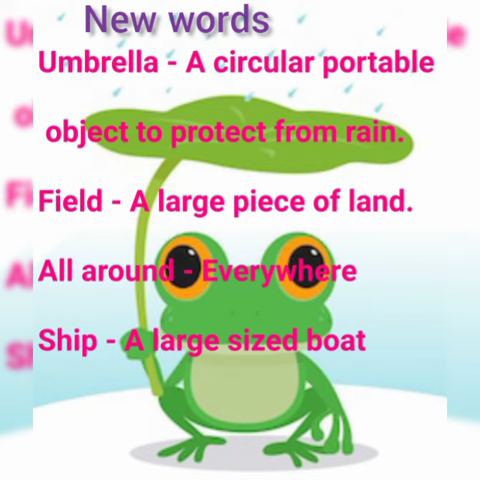 New words
Umbrella - A circular portable
object to protect from rain.
Field - A large piece of land.
All around - Everywhere
Ship - A large sized boat